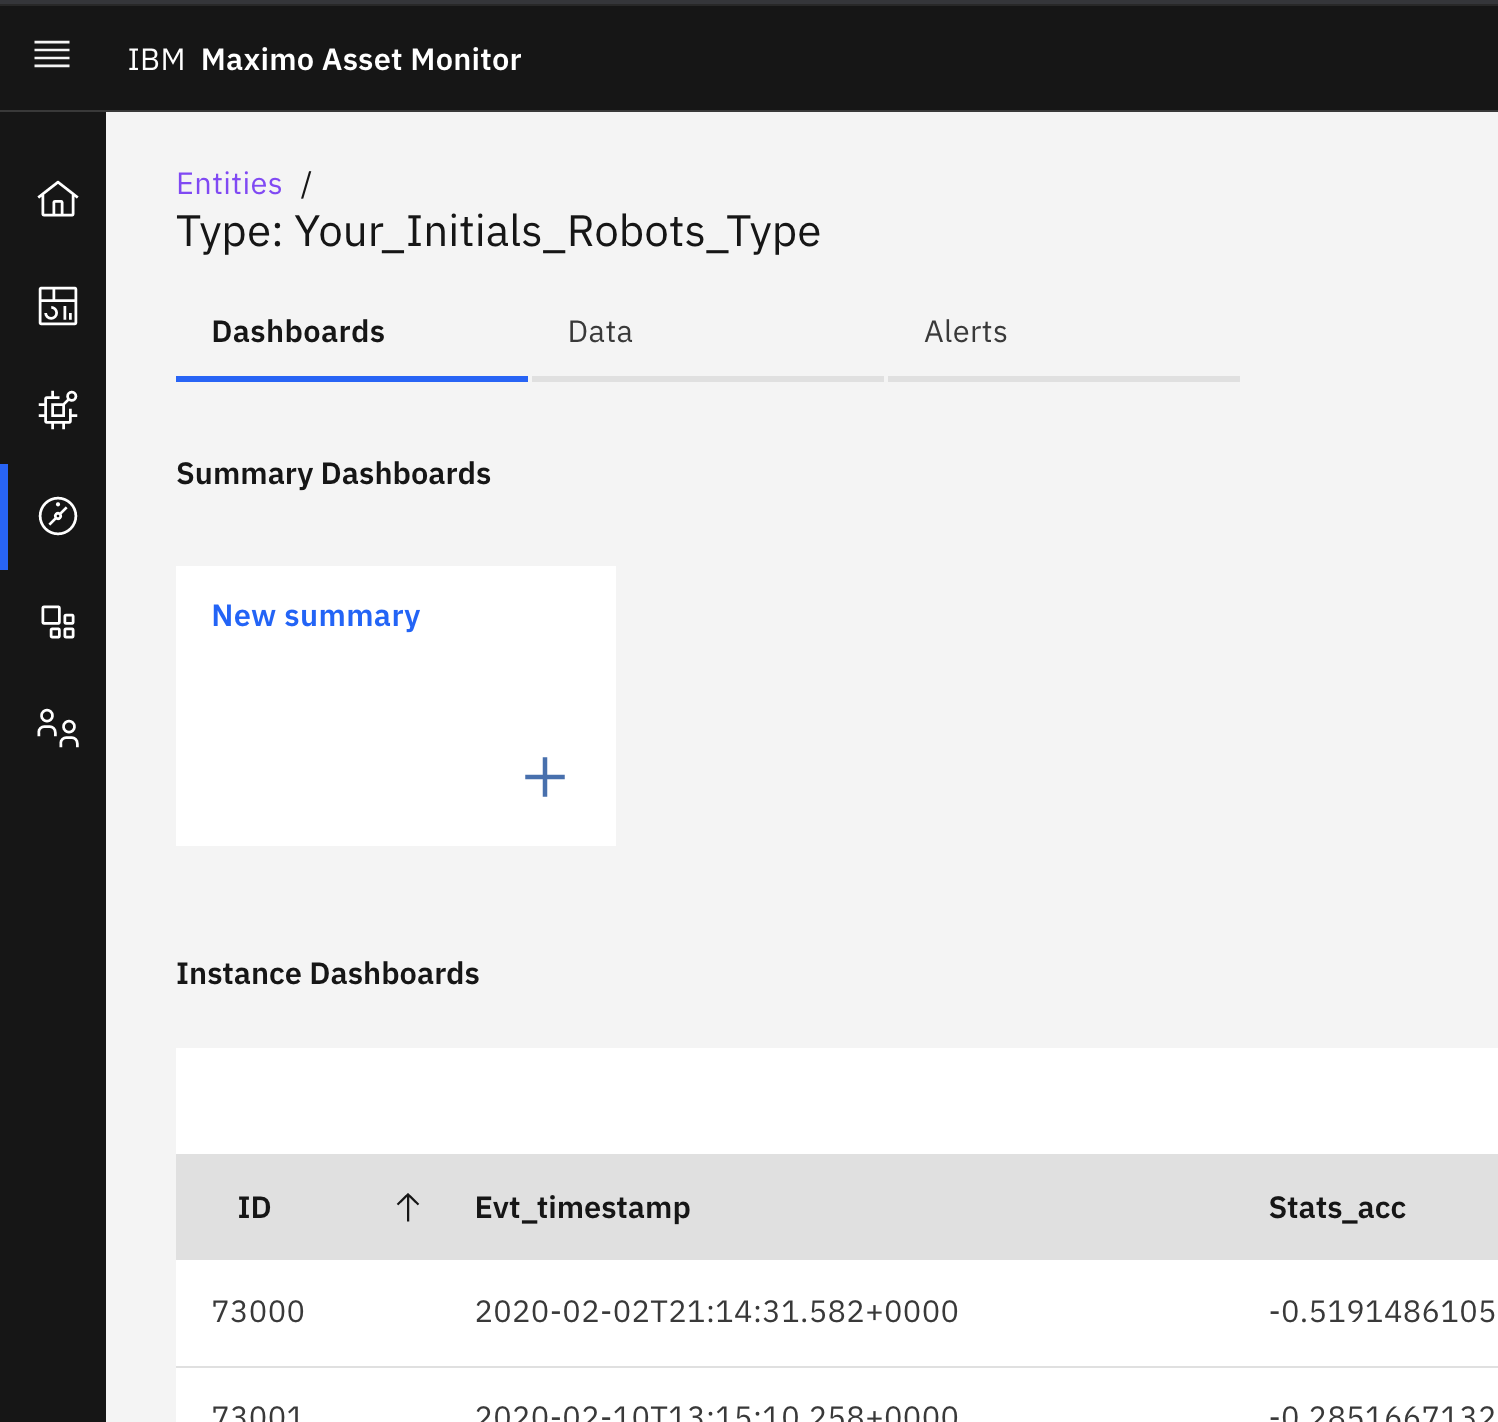 IBM Maximo Asset Monitor
Entities /
Type: Your_Initials_Robots_Type
Dashboards Data Alerts
Summary Dashboards
New summary
Instance Dashboards
ID Evt_timestamp Stats_acc
73000 2020-02-02T21:14:31.582+0000 -0.5191486105
73001 2020-02-10T13:15:10.258+0000 -0.2851667132